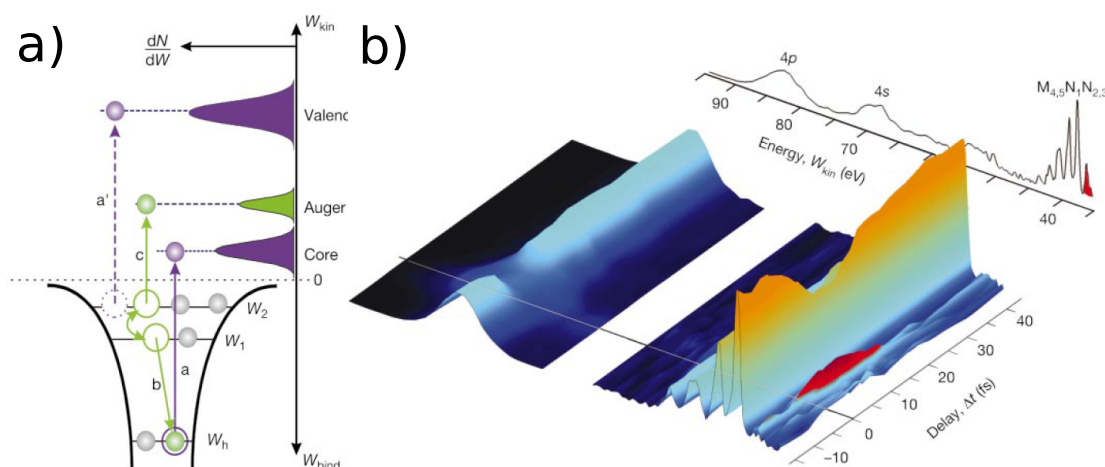 a)
W_kin
dN
dW
Valenc
a'
Auger
c
Core
0
W_2
W_1
b
a
W_h
W_bind
b)
4p
4s
M_4,5N_1N_2,3
90
80
70
40
Energy, W_kin (eV)
40
30
20
10
0
−10
Delay, Δt (fs)